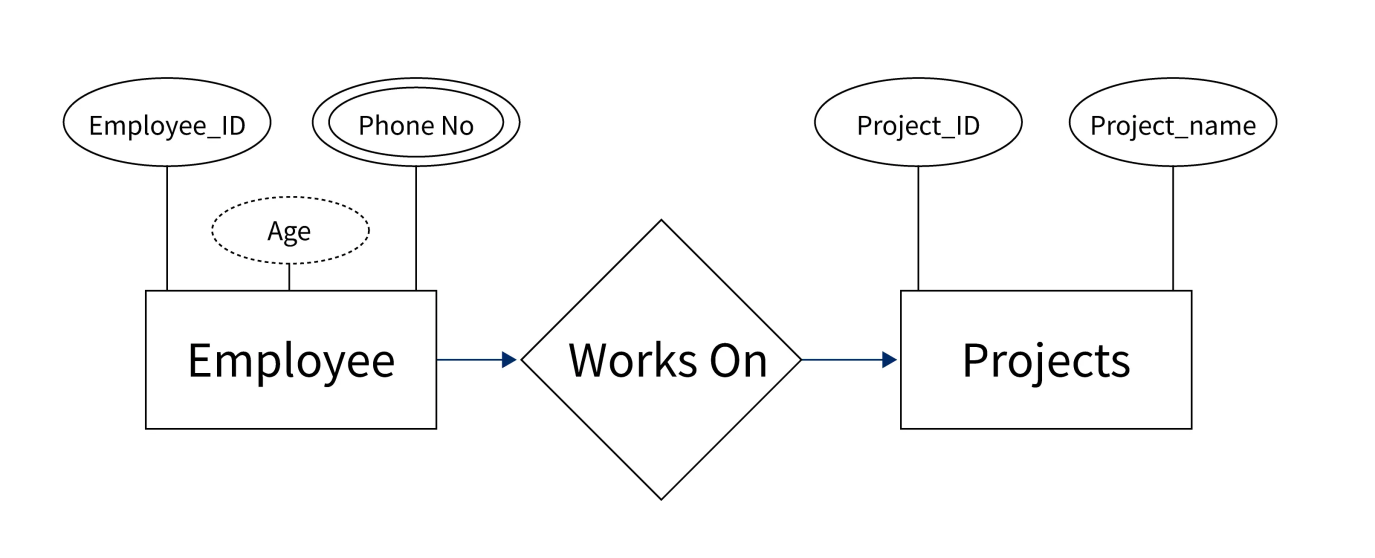 Employee_ID
Phone No
Project_ID
Project_name
Age
Employee
Works On
Projects